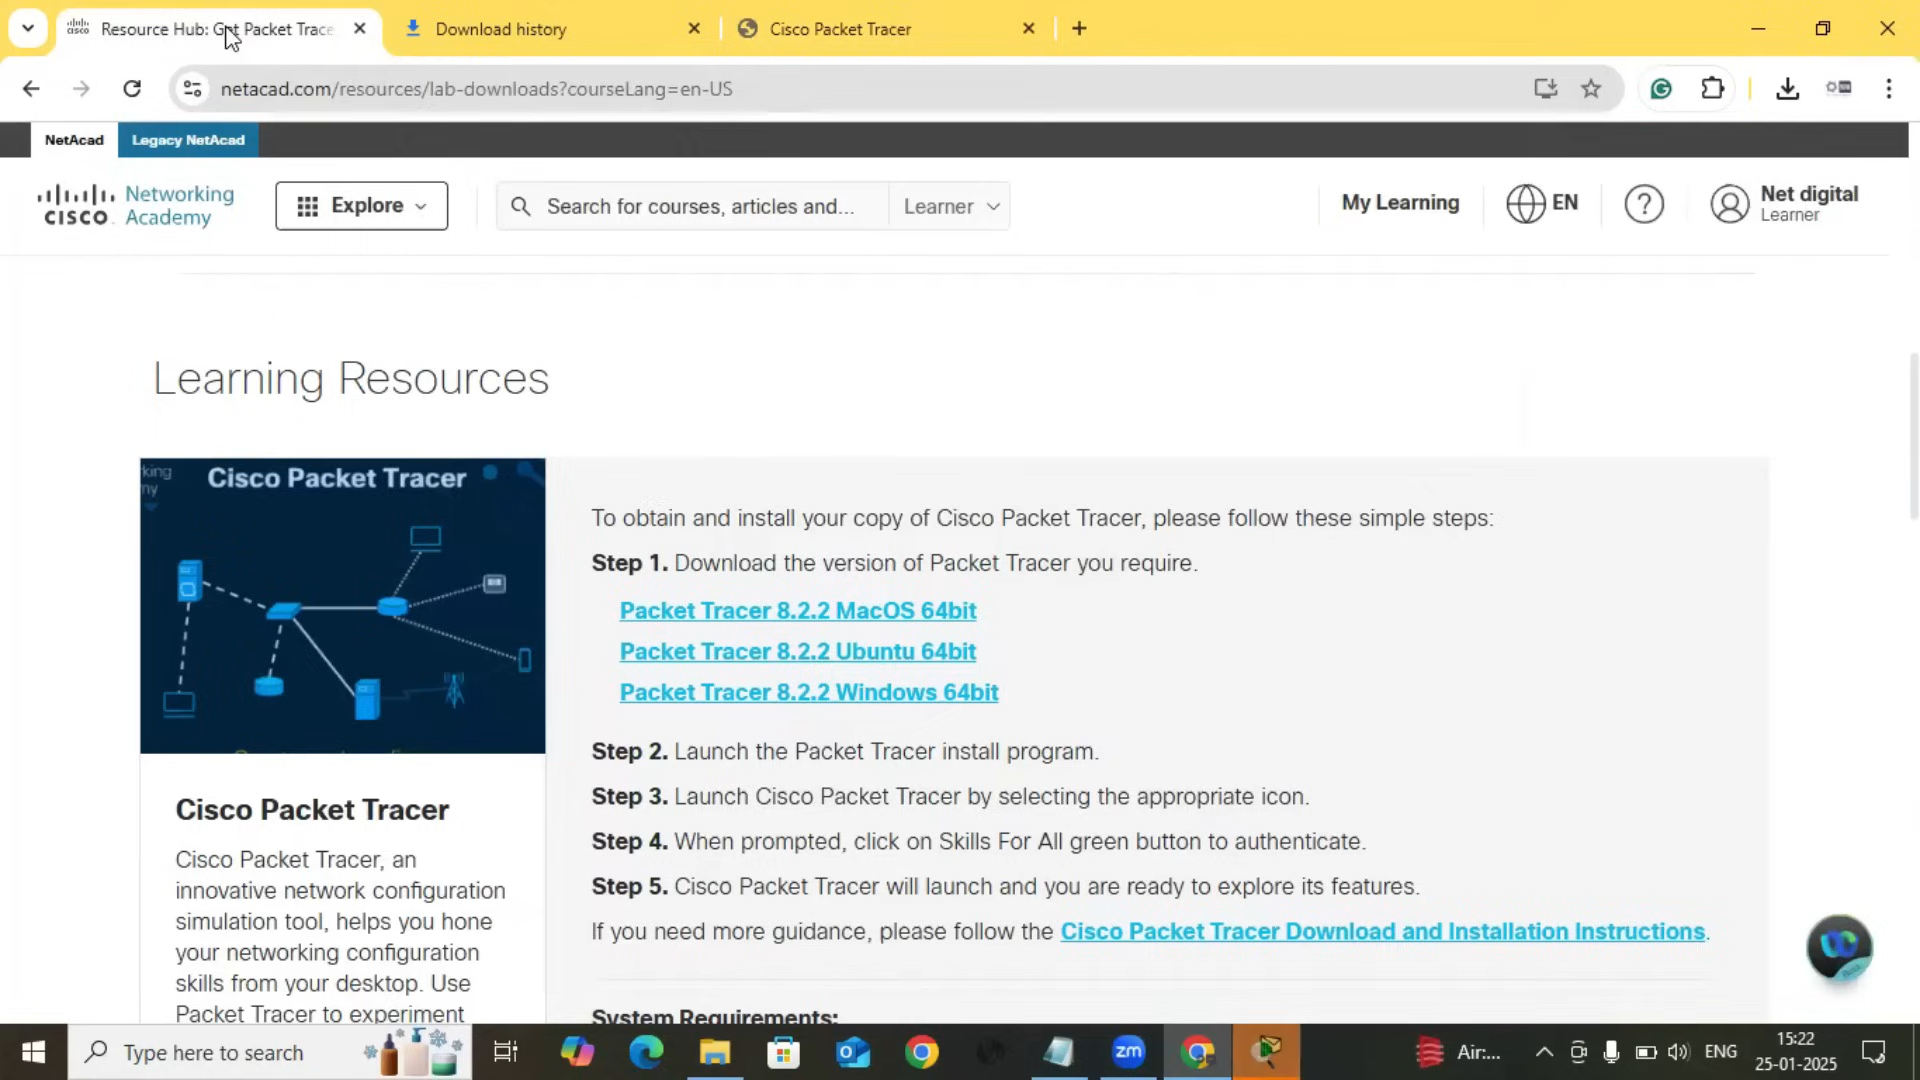 Resource Hub: Get Packet Trace
Download history
Cisco Packet Tracer
netacad.com/resources/lab-downloads?courseLang=en-US
NetAcad
Legacy NetAcad
CISCO
Networking
Academy
Explore
Search for courses, articles and...
Learner
My Learning
EN
?
Net digital
Learner
Learning Resources
king
my
Cisco Packet Tracer
Cisco Packet Tracer
Cisco Packet Tracer, an
innovative network configuration
simulation tool, helps you hone
your networking configuration
skills from your desktop. Use
Packet Tracer to experiment
To obtain and install your copy of Cisco Packet Tracer, please follow these simple steps:
Step 1. Download the version of Packet Tracer you require.
Packet Tracer 8.2.2 MacOS 64bit
Packet Tracer 8.2.2 Ubuntu 64bit
Packet Tracer 8.2.2 Windows 64bit
Step 2. Launch the Packet Tracer install program.
Step 3. Launch Cisco Packet Tracer by selecting the appropriate icon.
Step 4. When prompted, click on Skills For All green button to authenticate.
Step 5. Cisco Packet Tracer will launch and you are ready to explore its features.
If you need more guidance, please follow the Cisco Packet Tracer Download and Installation Instructions.
System Requirements:
Type here to search
zm
Air:...
ENG
15:22
25-01-2025